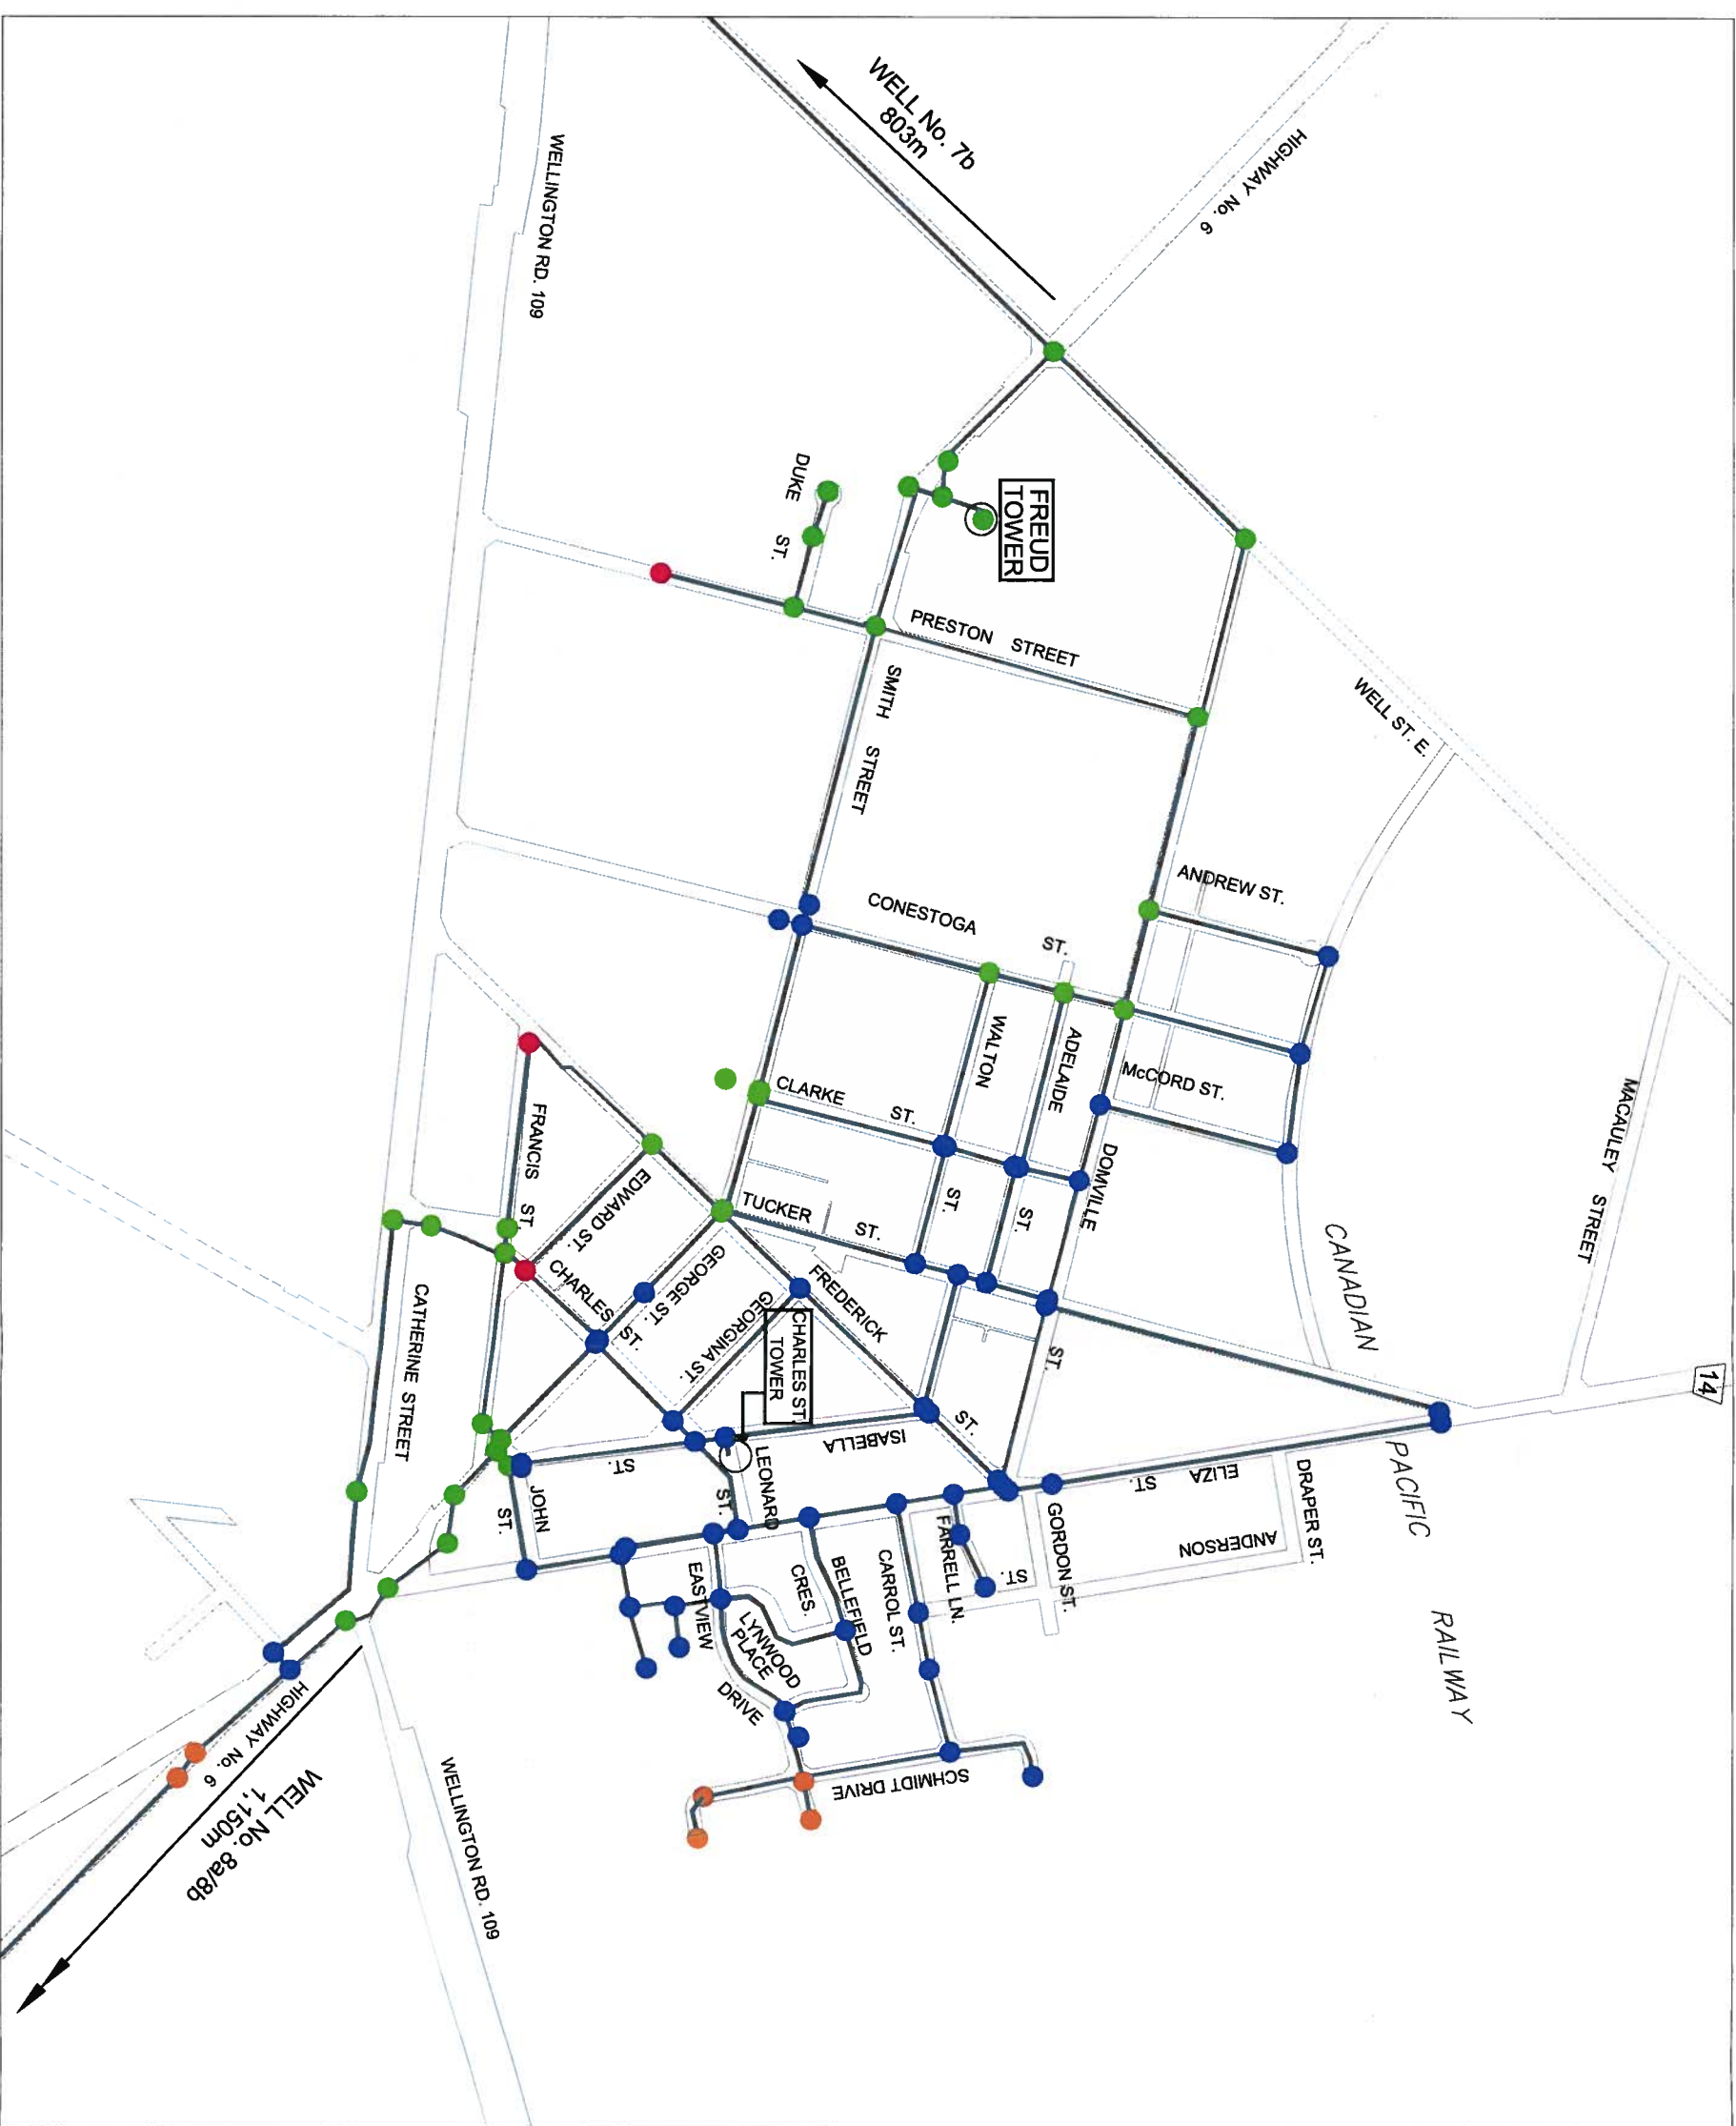 WELL No. 7b
803m
HIGHWAY No. 6
WELLINGTON RD. 109
FREUD
TOWER
DUKE ST.
PRESTON STREET
SMITH STREET
WELL ST. E.
ANDREW ST.
CONESTOGA ST.
MACAULEY STREET
WALTON ST.
ADELAIDE ST.
McCORD ST.
CLARKE ST.
DOMVILLE ST.
TUCKER ST.
FRANCIS ST.
EDWARD ST.
GEORGE ST.
CHARLES ST.
GEORGINA ST.
FREDERICK ST.
CHARLES ST.
TOWER
CANADIAN PACIFIC RAILWAY
14
CATHERINE STREET
ISABELLA ST.
LEONARD ST.
JOHN ST.
ELIZA ST.
DRAPER ST.
ANDERSON ST.
GORDON ST.
FARRELL LN.
CARROL ST.
BELLEFIELD CRES.
EASTVIEW DRIVE
LYNWOOD
PLACE
SCHMIDT DRIVE
HIGHWAY No. 6
WELL No. 8a/8b
1,150m
WELLINGTON RD. 109